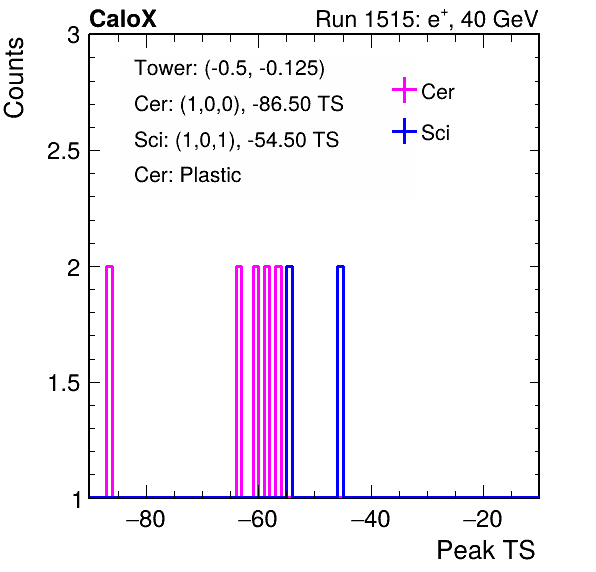 CaloX Run 1515: e+, 40 GeV
Counts
Tower: (-0.5, -0.125)
Cer: (1,0,0), -86.50 TS
Sci: (1,0,1), -54.50 TS
Cer: Plastic
Cer
Sci
3
2.5
2
1.5
1
−80 −60 −40 −20
Peak TS